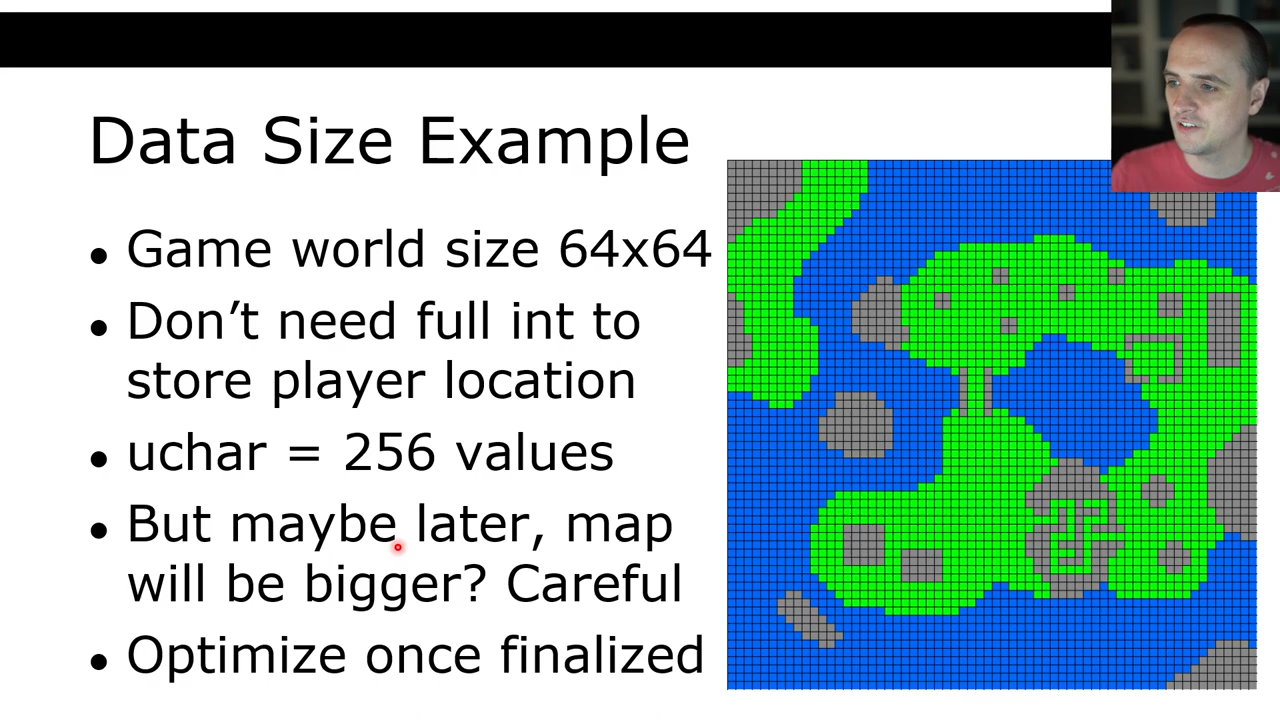 Data Size Example
• Game world size 64x64
• Don’t need full int to
store player location
• uchar = 256 values
• But maybe later, map
will be bigger? Careful
• Optimize once finalized